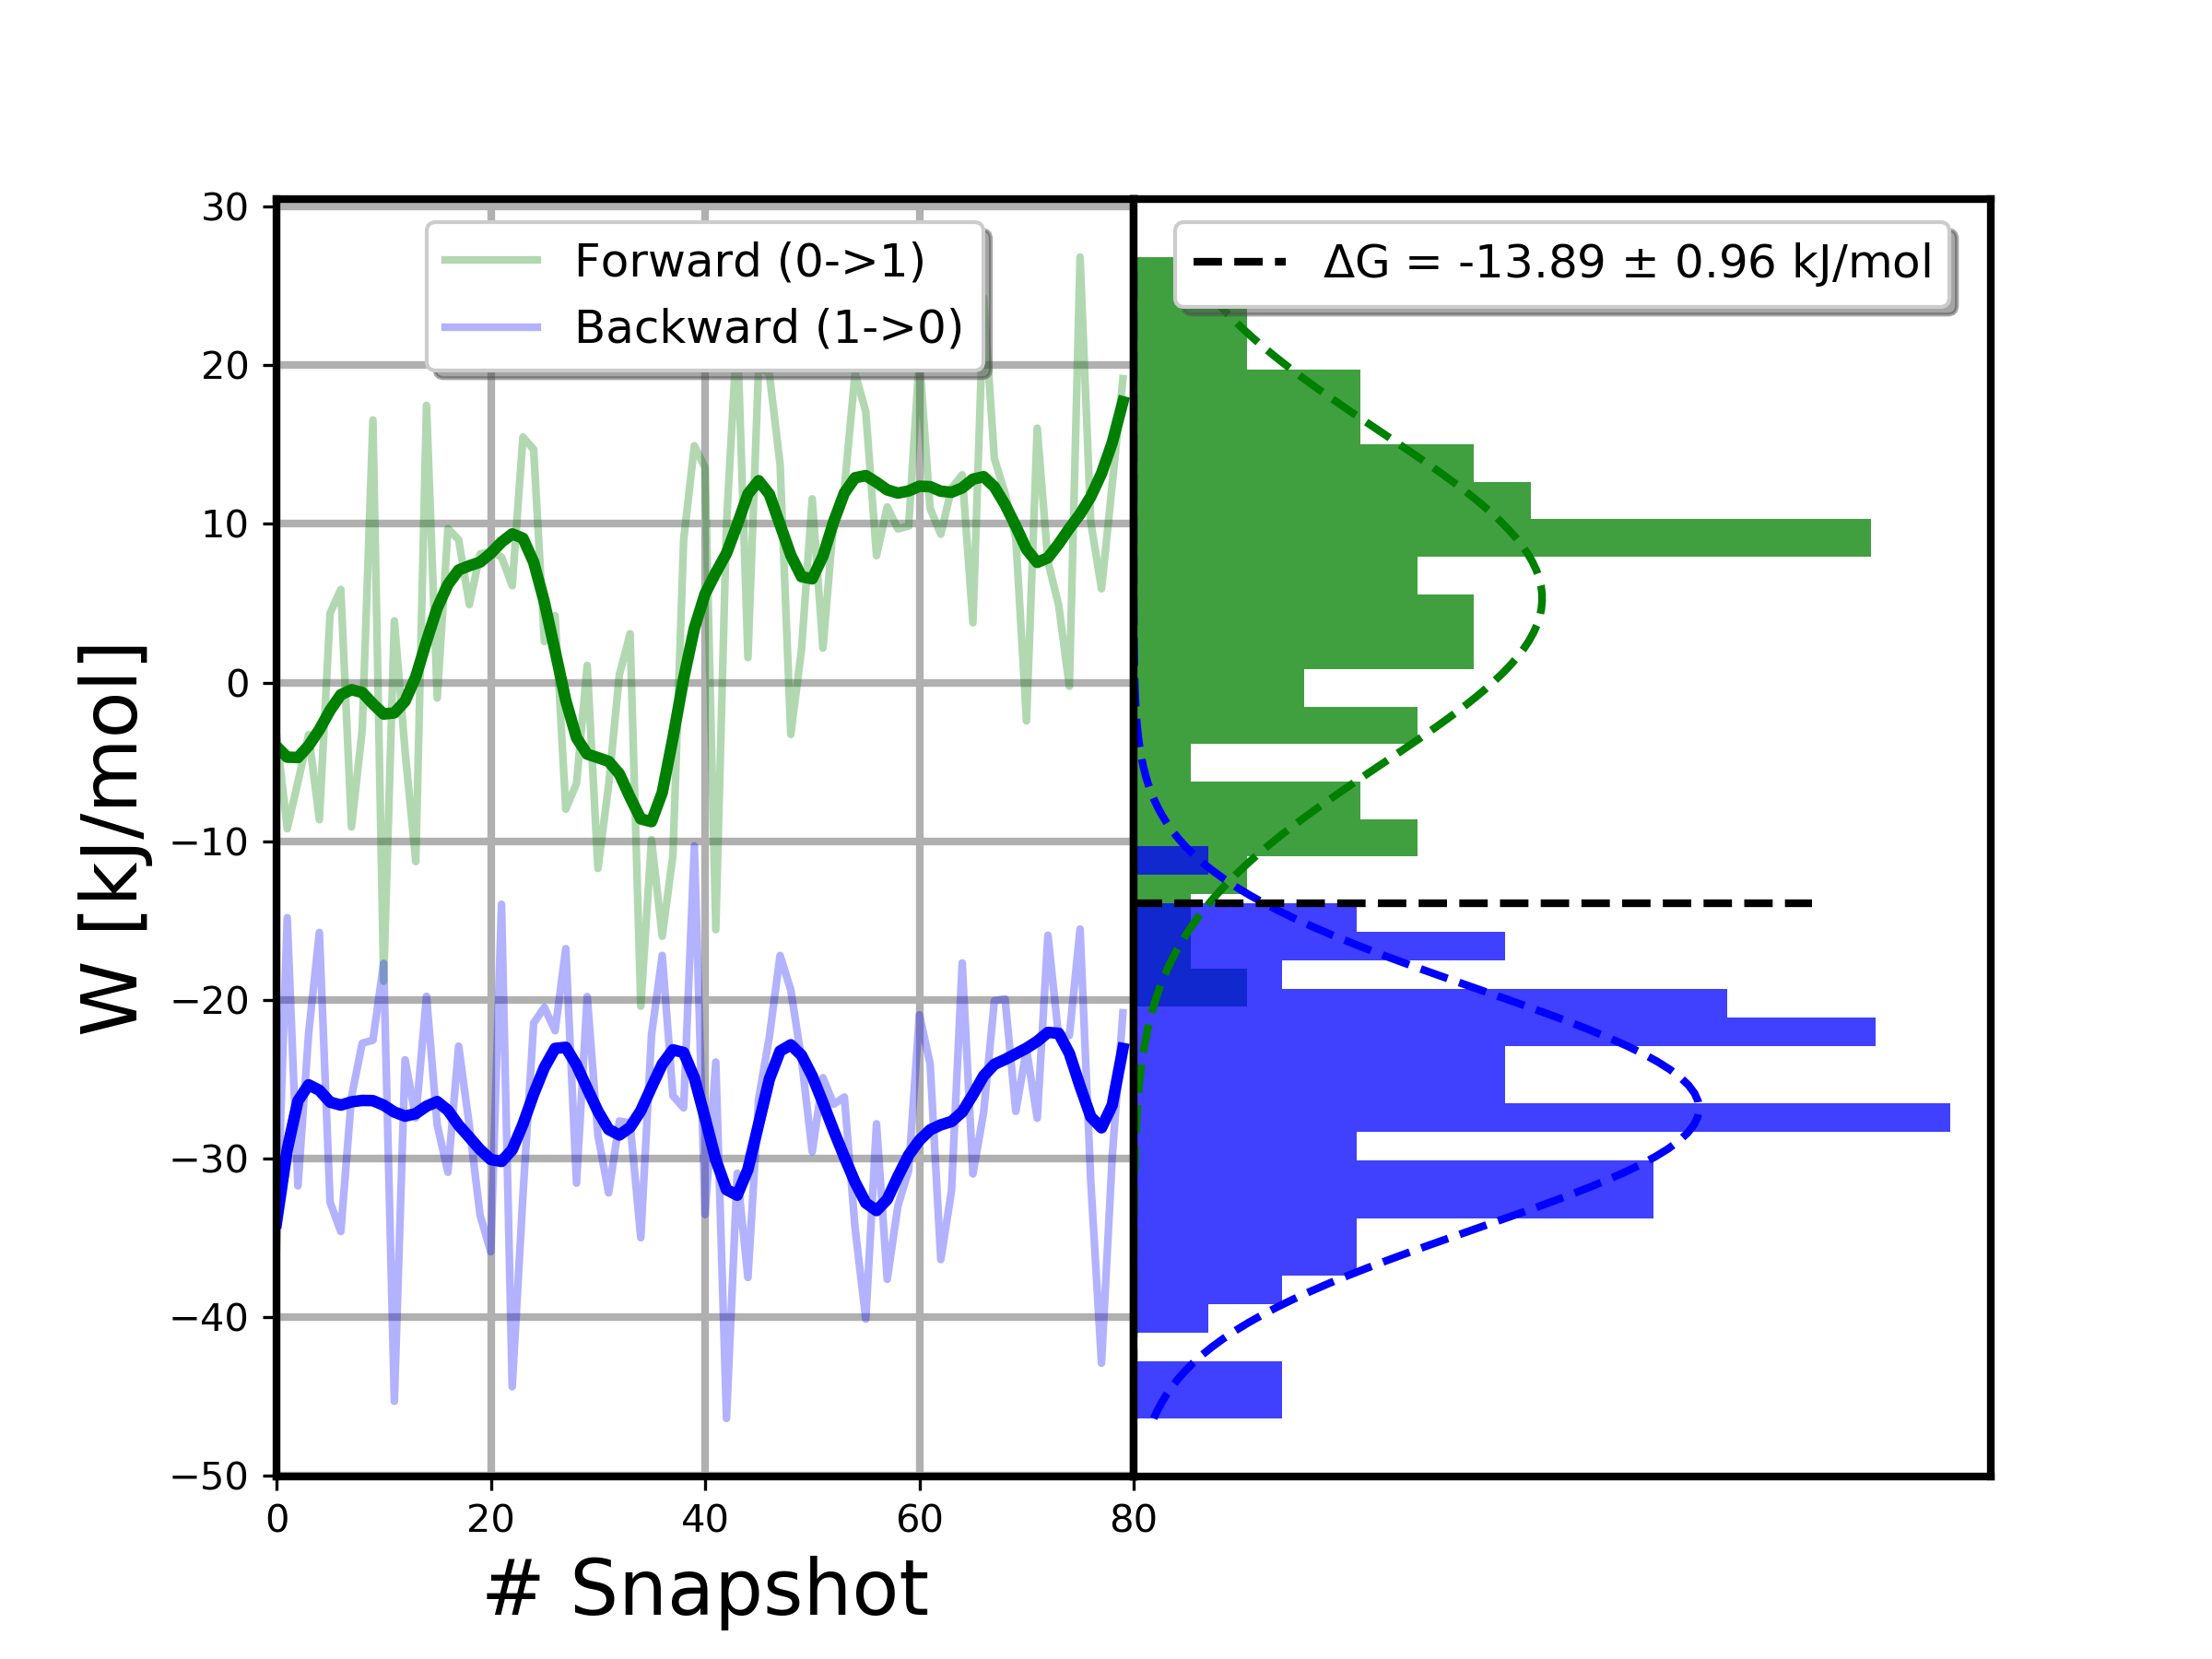 30
20
10
0
−10
−20
−30
−40
−50
W [kJ/mol]
Forward (0->1)
Backward (1->0)
ΔG = -13.89 ± 0.96 kJ/mol
0 20 40 60 80
# Snapshot